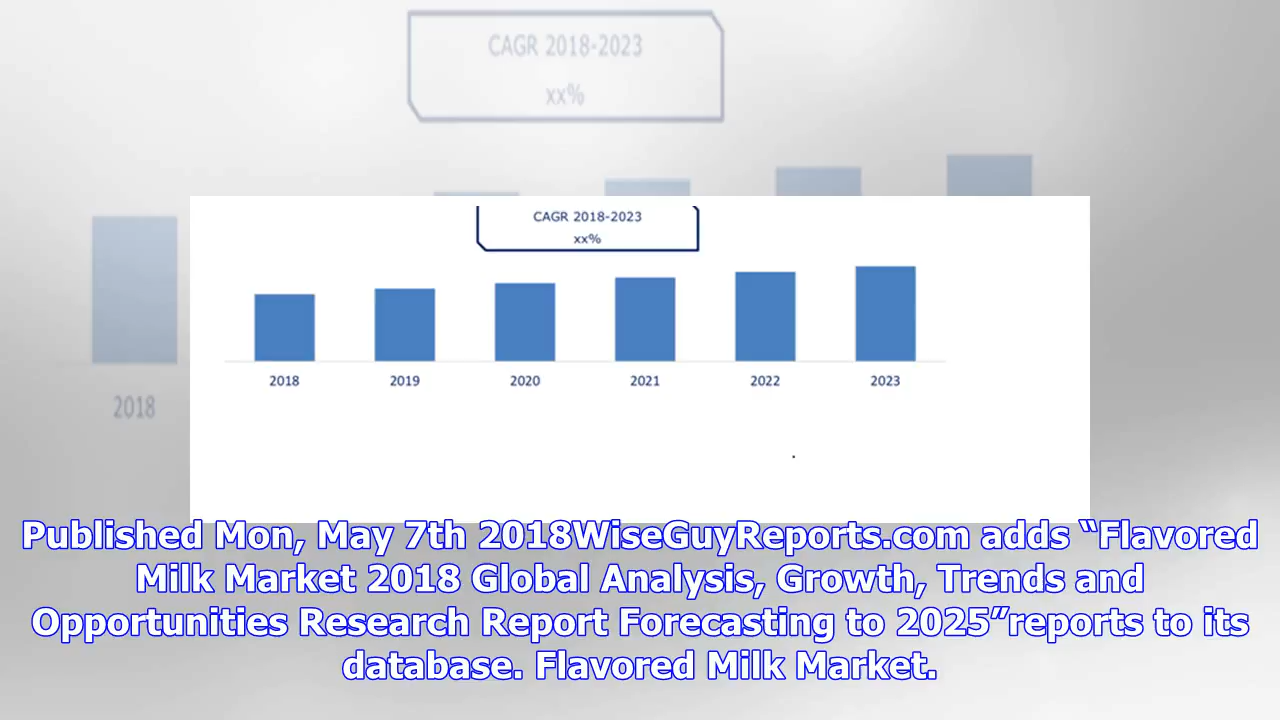 CAGR 2018-2023
xx%
CAGR 2018-2023
xx%
2018 2019 2020 2021 2022 2023
2018
Published Mon, May 7th 2018WiseGuyReports.com adds “Flavored
Milk Market 2018 Global Analysis, Growth, Trends and
Opportunities Research Report Forecasting to 2025”reports to its
database. Flavored Milk Market.